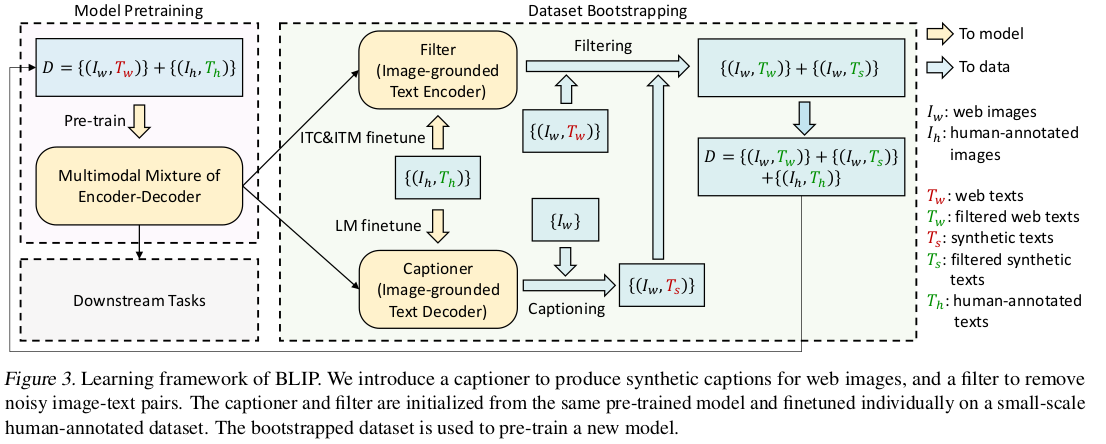 Model Pretraining
D = {(I_w, T_w)} + {(I_h, T_h)}
Pre-train
Multimodal Mixture of
Encoder-Decoder
Downstream Tasks
Dataset Bootstrapping
Filter
(Image-grounded
Text Encoder)
Filtering
{(I_w, T_w)} + {(I_w, T_s)}
ITC&ITM finetune
{(I_w, T_w)}
{(I_h, T_h)}
D = {(I_w, T_w)} + {(I_w, T_s)}
+{(I_h, T_h)}
LM finetune
{I_w}
Captioner
(Image-grounded
Text Decoder)
Captioning
{(I_w, T_s)}
To model
To data
I_w: web images
I_h: human-annotated
images
T_w: web texts
T_w: filtered web texts
T_s: synthetic texts
T_s: filtered synthetic
texts
T_h: human-annotated
texts
Figure 3. Learning framework of BLIP. We introduce a captioner to produce synthetic captions for web images, and a filter to remove
noisy image-text pairs. The captioner and filter are initialized from the same pre-trained model and finetuned individually on a small-scale
human-annotated dataset. The bootstrapped dataset is used to pre-train a new model.